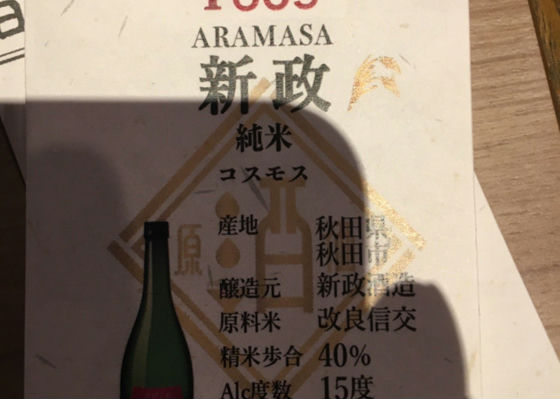 ARAMASA
新政
純米
コスモス
産地 秋田県
秋田市
醸造元 新政酒造
原料米 改良信交
精米歩合 40%
Alc度数 15度
原
酒